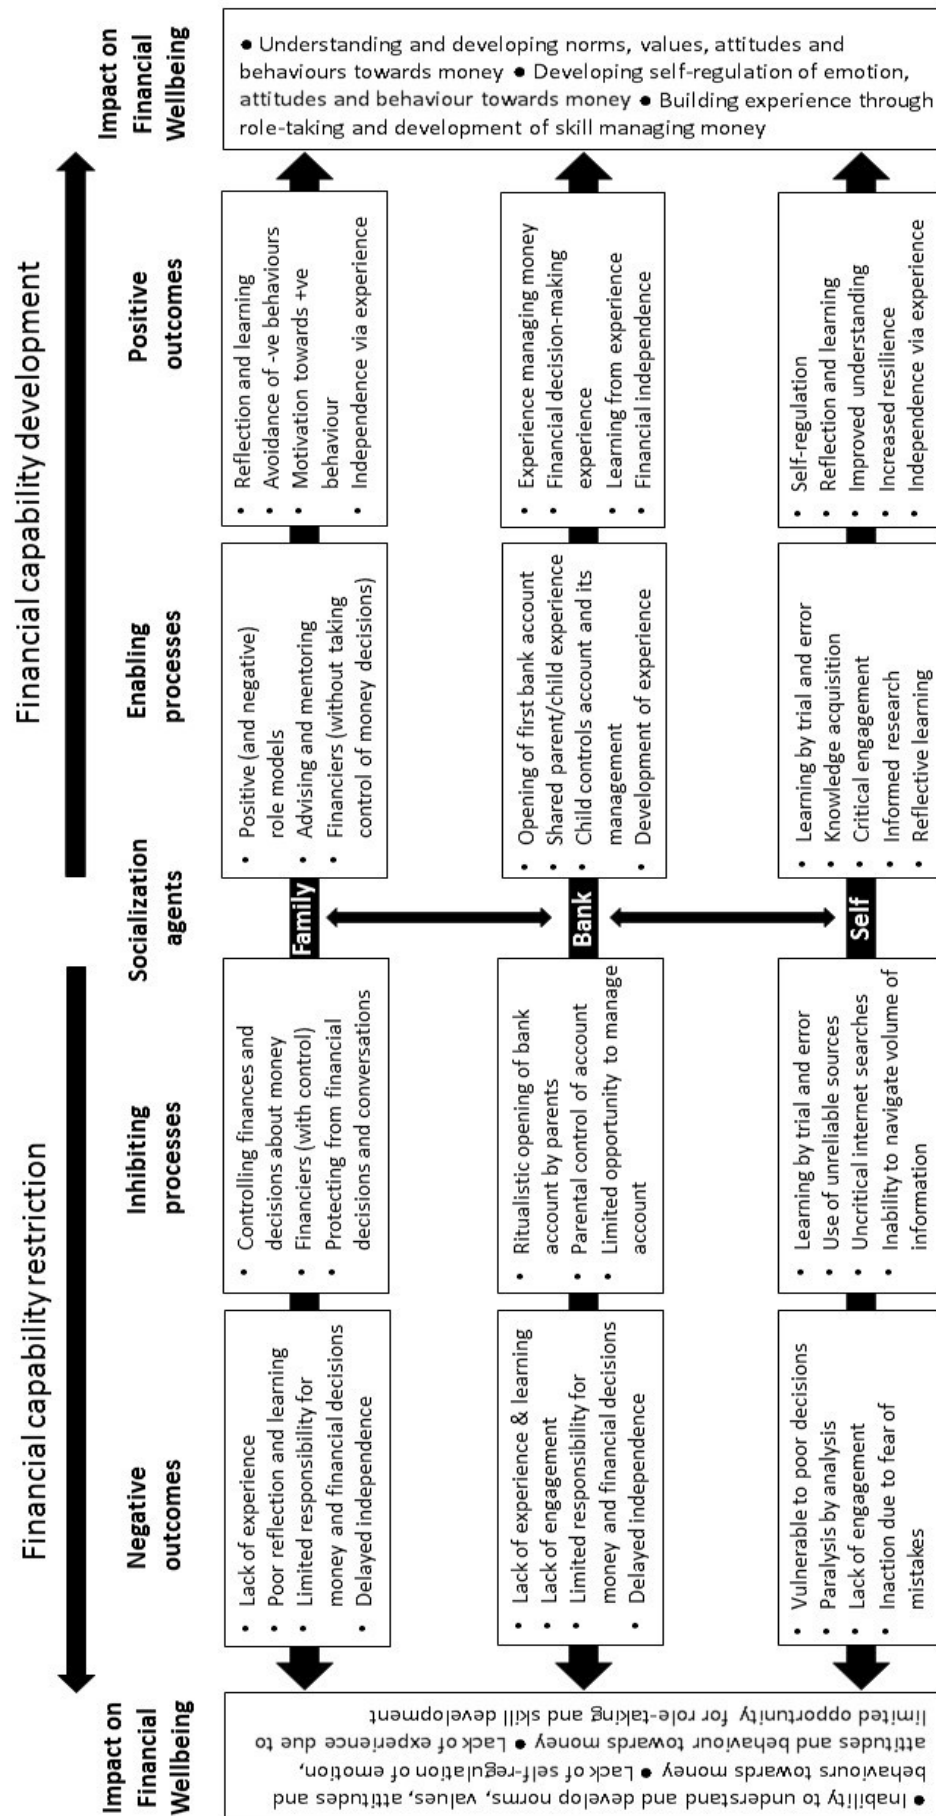 Financial capability restriction
Financial capability development
Impact on
Financial
Wellbeing
Negative
outcomes
Inhibiting
processes
Socialization
agents
Enabling
processes
Positive
outcomes
Impact on
Financial
Wellbeing
• Inability to understand and develop norms, values, attitudes and
behaviours towards money • Lack of self-regulation of emotion,
attitudes and behaviour towards money • Lack of experience due to
limited opportunity for role-taking and skill development
• Lack of experience
• Poor reflection and learning
• Limited responsibility for
money and financial decisions
• Delayed independence
• Controlling finances and
decisions about money
• Financiers (with control)
• Protecting from financial
decisions and conversations
Family
• Positive (and negative)
role models
• Advising and mentoring
• Financiers (without taking
control of money decisions)
• Reflection and learning
• Avoidance of -ve behaviours
• Motivation towards +ve
behaviour
• Independence via experience
• Understanding and developing norms, values, attitudes and
behaviours towards money • Developing self-regulation of emotion,
attitudes and behaviour towards money • Building experience through
role-taking and development of skill managing money
• Lack of experience & learning
• Lack of engagement
• Limited responsibility for
money and financial decisions
• Delayed independence
• Ritualistic opening of bank
account by parents
• Parental control of account
• Limited opportunity to manage
account
Bank
• Opening of first bank account
• Shared parent/child experience
• Child controls account and its
management
• Development of experience
• Experience managing money
• Financial decision-making
experience
• Learning from experience
• Financial independence
• Vulnerable to poor decisions
• Paralysis by analysis
• Lack of engagement
• Inaction due to fear of
mistakes
• Learning by trial and error
• Use of unreliable sources
• Uncritical internet searches
• Inability to navigate volume of
information
Self
• Learning by trial and error
• Knowledge acquisition
• Critical engagement
• Informed research
• Reflective learning
• Self-regulation
• Reflection and learning
• Improved understanding
• Increased resilience
• Independence via experience